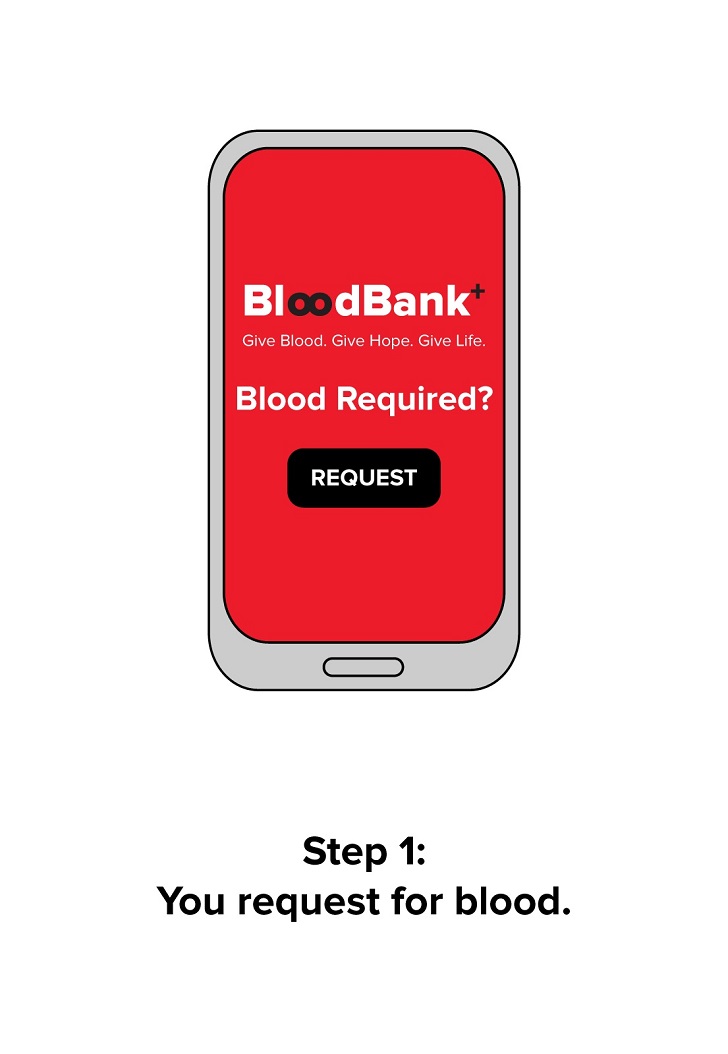 BloodBank+
Give Blood. Give Hope. Give Life.
Blood Required?
REQUEST
Step 1:
You request for blood.